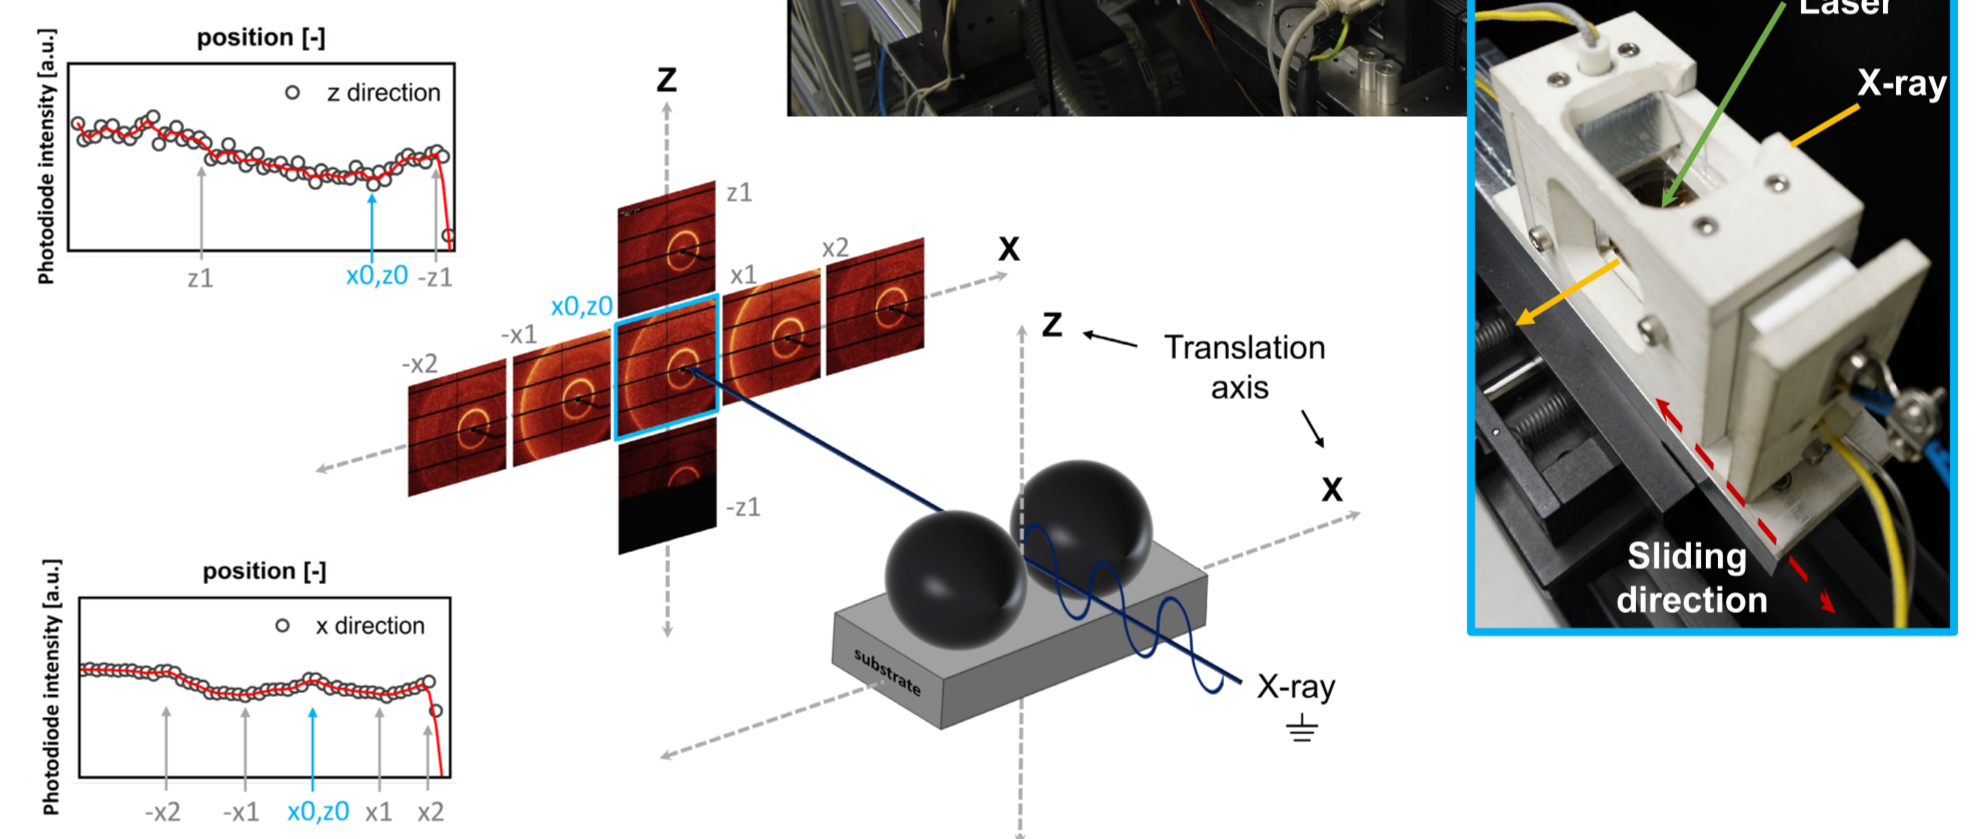 position [-]
Photodiode intensity [a.u.]
z direction
z1
x0,z0
-z1
Z
z1
x2
x1
X
x0,z0
-x1
-x2
-z1
Z
Translation
axis
X
substrate
X-ray
position [-]
Photodiode intensity [a.u.]
x direction
-x2
-x1
x0,z0
x1
x2
Laser
X-ray
Sliding
direction